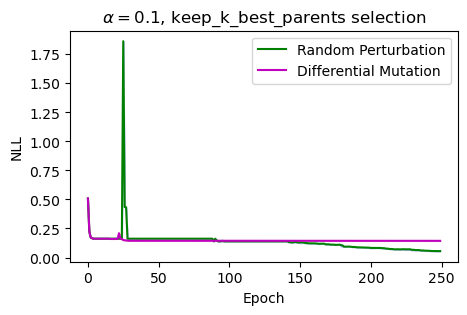 α = 0.1, keep_k_best_parents selection
Random Perturbation
Differential Mutation
NLL
1.75
1.50
1.25
1.00
0.75
0.50
0.25
0.00
0 50 100 150 200 250
Epoch